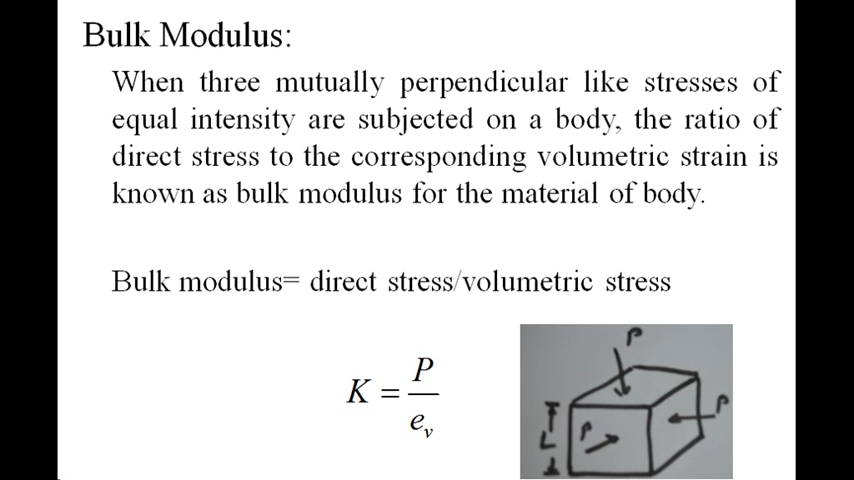 Bulk Modulus:
When three mutually perpendicular like stresses of
equal intensity are subjected on a body, the ratio of
direct stress to the corresponding volumetric strain is
known as bulk modulus for the material of body.
Bulk modulus= direct stress/volumetric stress
K = P / e_v
P
P
P
L